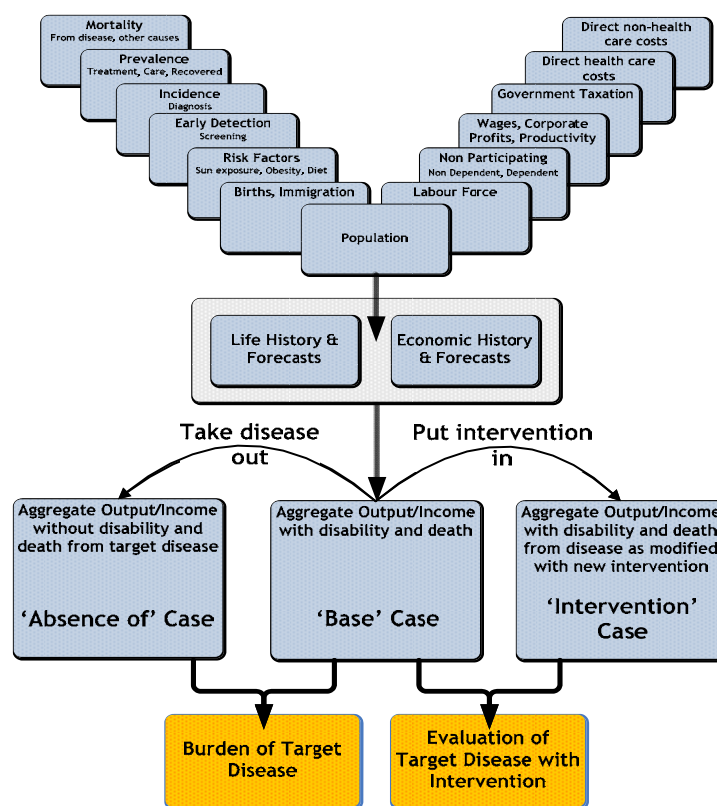 Mortality
From disease, other causes
Prevalence
Treatment, Care, Recovered
Incidence
Diagnosis
Early Detection
Screening
Risk Factors
Sun exposure, Obesity, Diet
Births, Immigration
Direct non-health
care costs
Direct health care
costs
Government Taxation
Wages, Corporate
Profits, Productivity
Non Participating
Non Dependent, Dependent
Labour Force
Population
Life History &
Forecasts
Economic History
& Forecasts
Take disease
out
Put intervention
in
Aggregate Output/Income
without disability and
death from target disease
‘Absence of’ Case
Aggregate Output/Income
with disability and death
‘Base’ Case
Aggregate Output/Income
with disability and death
from disease as modified
with new intervention
‘Intervention’
Case
Burden of Target
Disease
Evaluation of
Target Disease with
Intervention